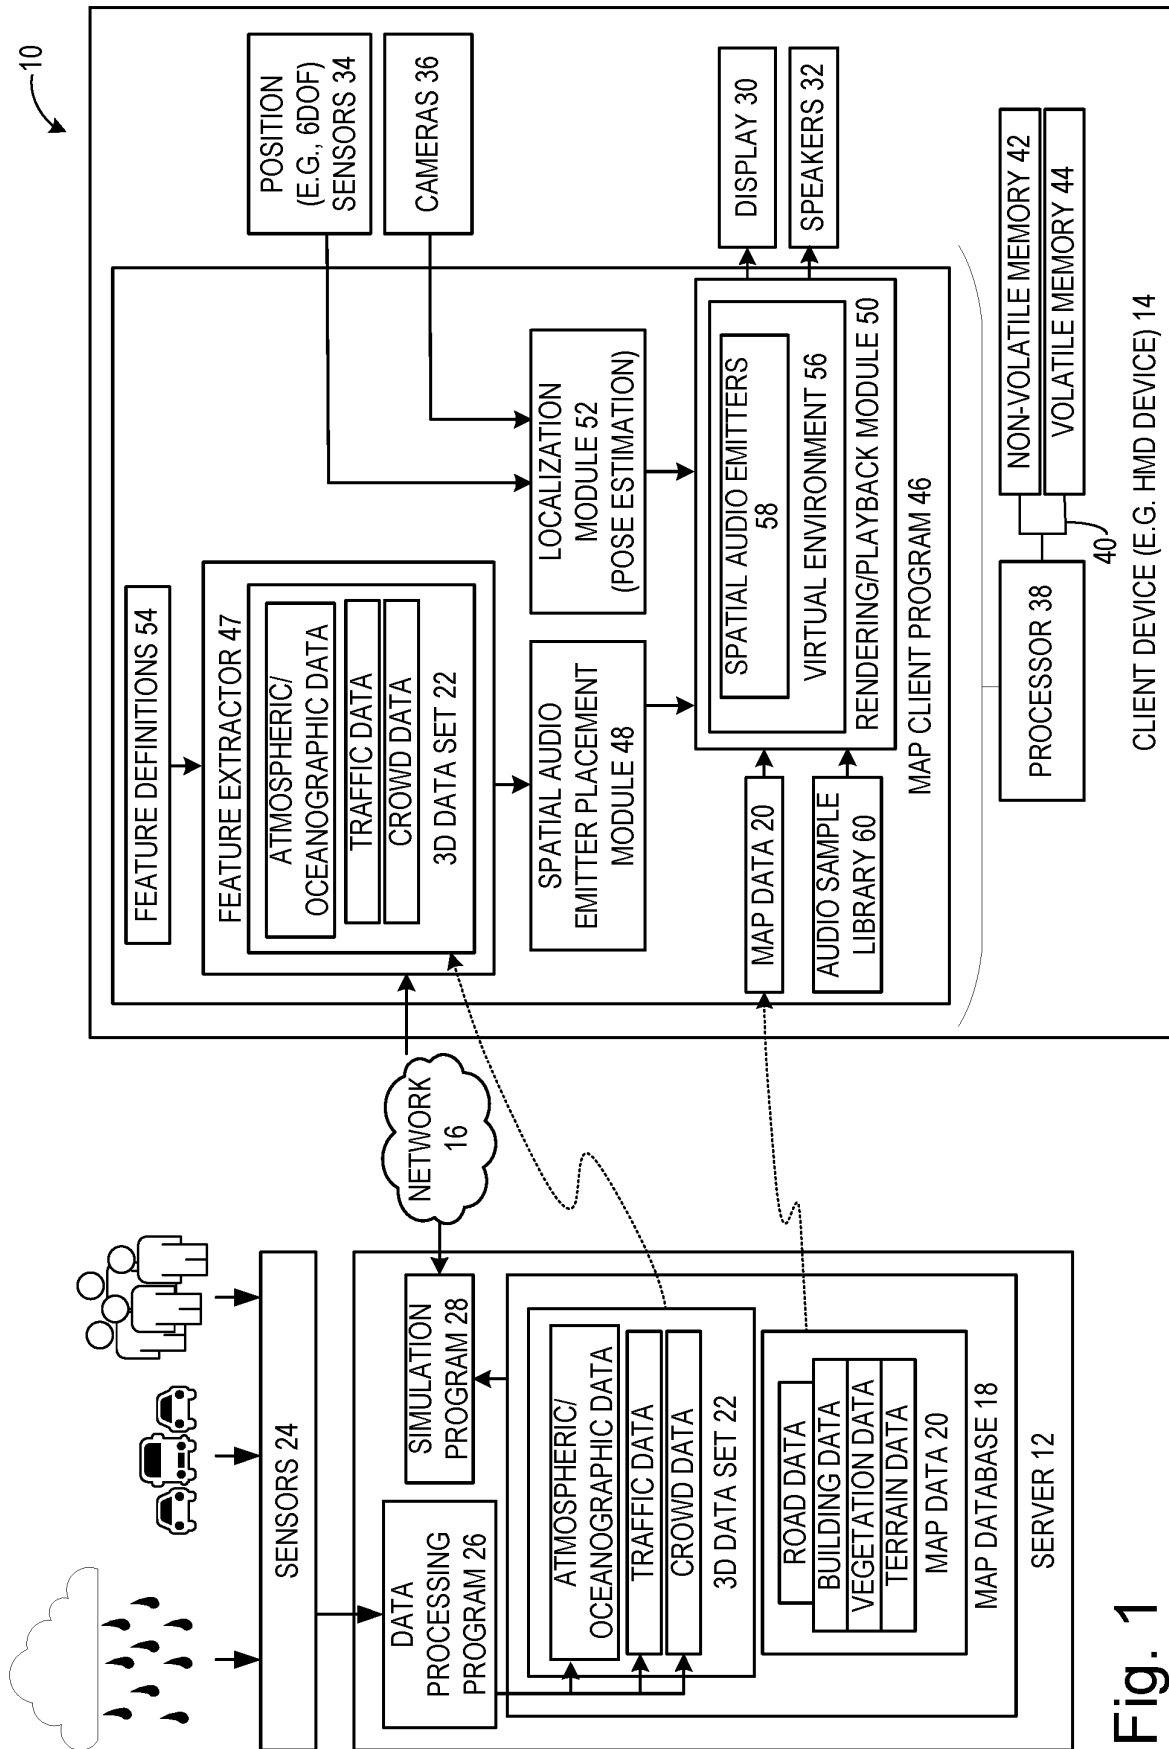 10
SENSORS 24
DATA
PROCESSING
PROGRAM 26
SIMULATION
PROGRAM 28
ATMOSPHERIC/
OCEANOGRAPHIC DATA
TRAFFIC DATA
CROWD DATA
3D DATA SET 22
ROAD DATA
BUILDING DATA
VEGETATION DATA
TERRAIN DATA
MAP DATA 20
MAP DATABASE 18
SERVER 12
NETWORK
16
FEATURE DEFINITIONS 54
FEATURE EXTRACTOR 47
ATMOSPHERIC/
OCEANOGRAPHIC DATA
TRAFFIC DATA
CROWD DATA
3D DATA SET 22
POSITION
(E.G., 6DOF)
SENSORS 34
CAMERAS 36
SPATIAL AUDIO
EMITTER PLACEMENT
MODULE 48
LOCALIZATION
MODULE 52
(POSE ESTIMATION)
MAP DATA 20
AUDIO SAMPLE
LIBRARY 60
SPATIAL AUDIO EMITTERS
58
VIRTUAL ENVIRONMENT 56
RENDERING/PLAYBACK MODULE 50
DISPLAY 30
SPEAKERS 32
MAP CLIENT PROGRAM 46
PROCESSOR 38
40
NON-VOLATILE MEMORY 42
VOLATILE MEMORY 44
CLIENT DEVICE (E.G. HMD DEVICE) 14
Fig. 1